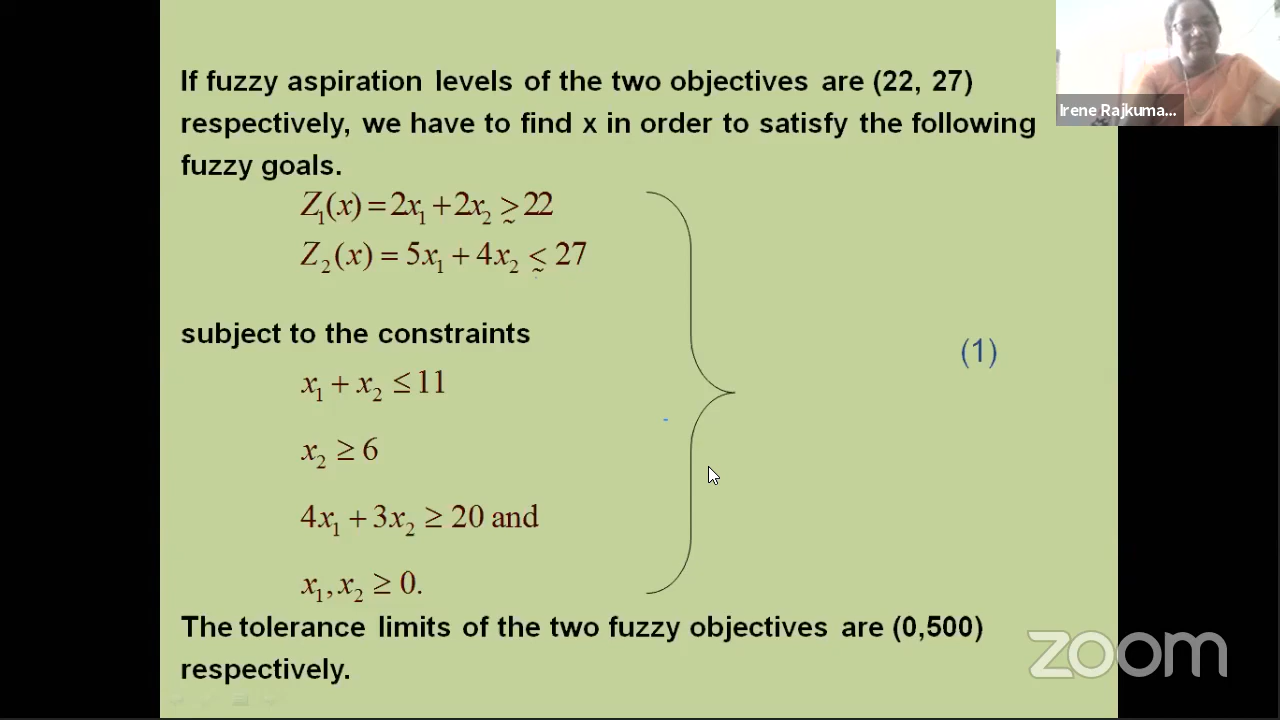 If fuzzy aspiration levels of the two objectives are (22, 27)
respectively, we have to find x in order to satisfy the following
fuzzy goals.
Z₁(x) = 2x₁ + 2x₂ ≳ 22
Z₂(x) = 5x₁ + 4x₂ ≲ 27
subject to the constraints
(1)
x₁ + x₂ ≤ 11
x₂ ≥ 6
4x₁ + 3x₂ ≥ 20 and
x₁, x₂ ≥ 0.
The tolerance limits of the two fuzzy objectives are (0,500)
respectively.
Irene Rajkuma...
zoom